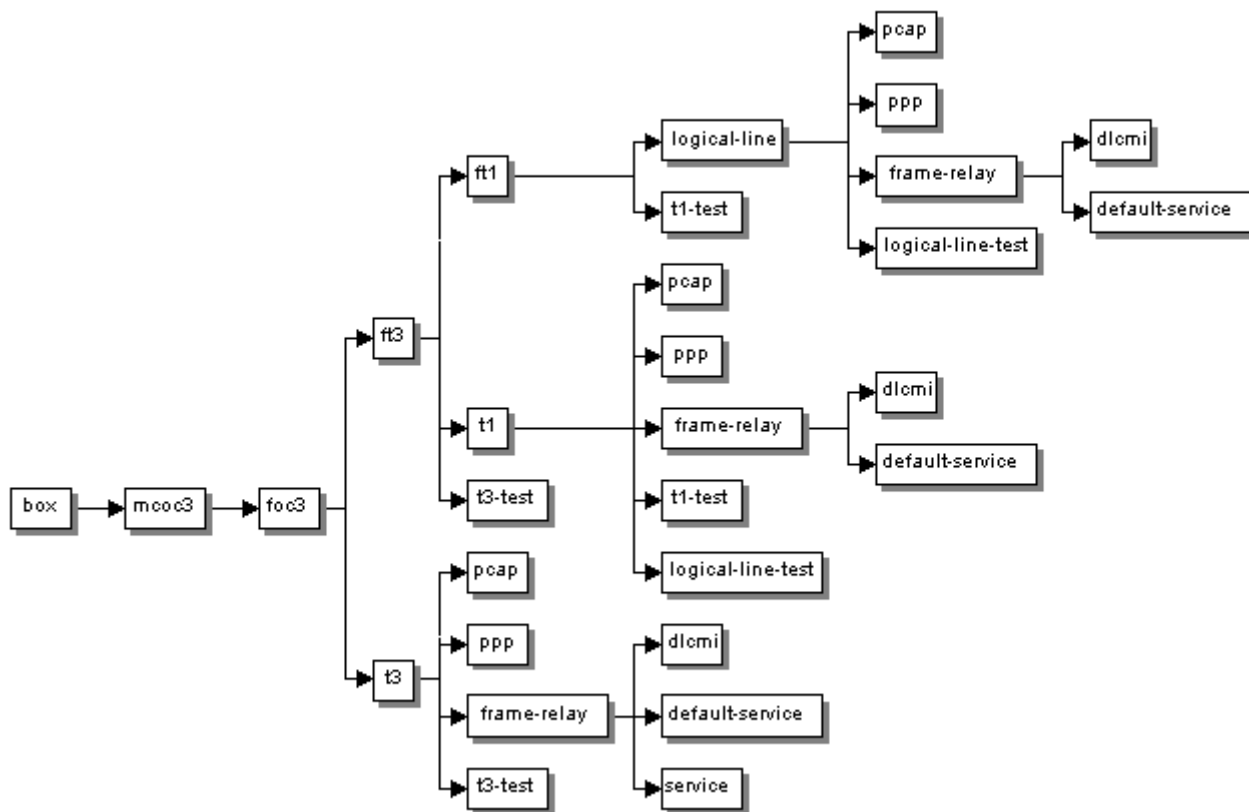 pcap
ppp
logical-line
dlcmi
ft1
frame-relay
t1-test
default-service
logical-line-test
pcap
ft3
ppp
dlcmi
t1
frame-relay
default-service
box
mcoc3
foc3
t3-test
t1-test
pcap
logical-line-test
ppp
dlcmi
t3
frame-relay
default-service
t3-test
service